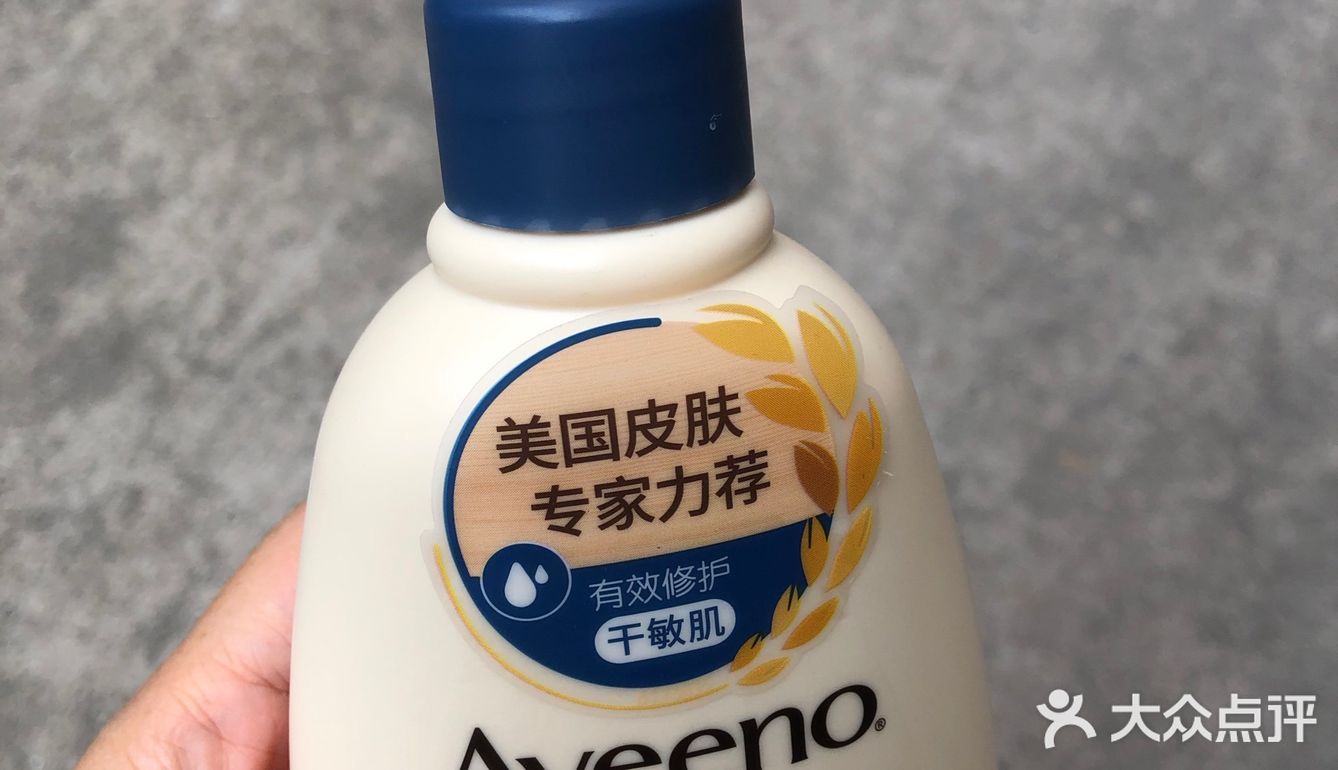 美国皮肤
专家力荐
有效修护
干敏肌
Aveeno®
大众点评